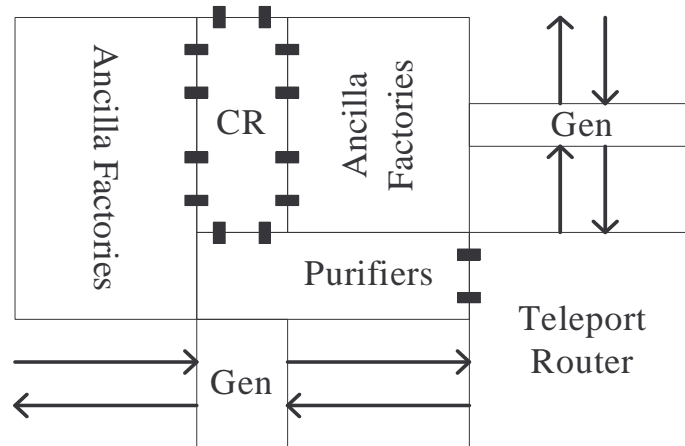 Ancilla Factories
CR
Ancilla
Factories
Gen
Purifiers
Teleport
Router
Gen